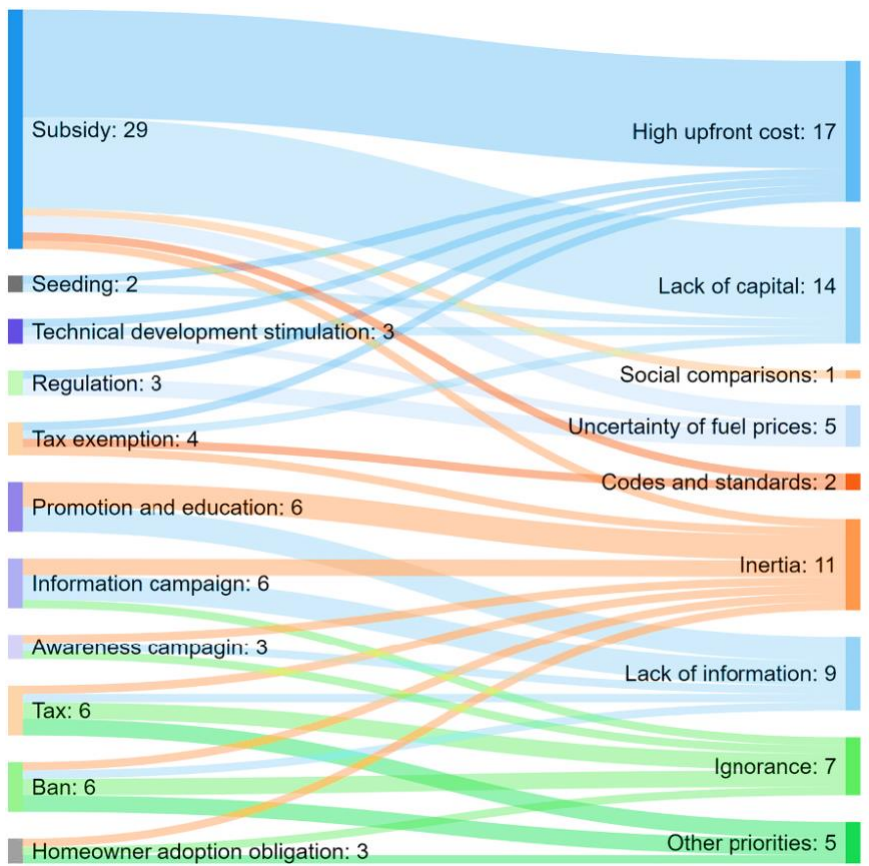 Subsidy: 29
Seeding: 2
Technical development stimulation: 3
Regulation: 3
Tax exemption: 4
Promotion and education: 6
Information campaign: 6
Awareness campagin: 3
Tax: 6
Ban: 6
Homeowner adoption obligation: 3
High upfront cost: 17
Lack of capital: 14
Social comparisons: 1
Uncertainty of fuel prices: 5
Codes and standards: 2
Inertia: 11
Lack of information: 9
Ignorance: 7
Other priorities: 5